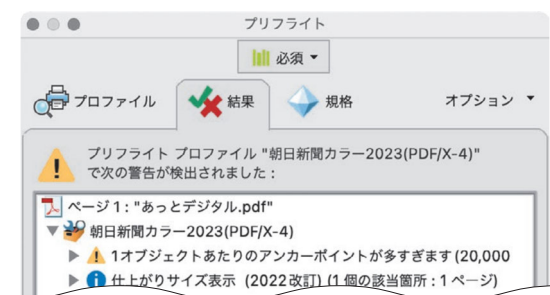 プリフライト
必須
プロファイル
結果
規格
オプション
プリフライト プロファイル "朝日新聞カラー2023(PDF/X-4)"
で次の警告が検出されました :
ページ 1 : "あっとデジタル.pdf"
朝日新聞カラー2023(PDF/X-4)
1オブジェクトあたりのアンカーポイントが多すぎます (20,000
仕上がりサイズ表示 (2022改訂) (1 個の該当箇所 : 1 ページ)